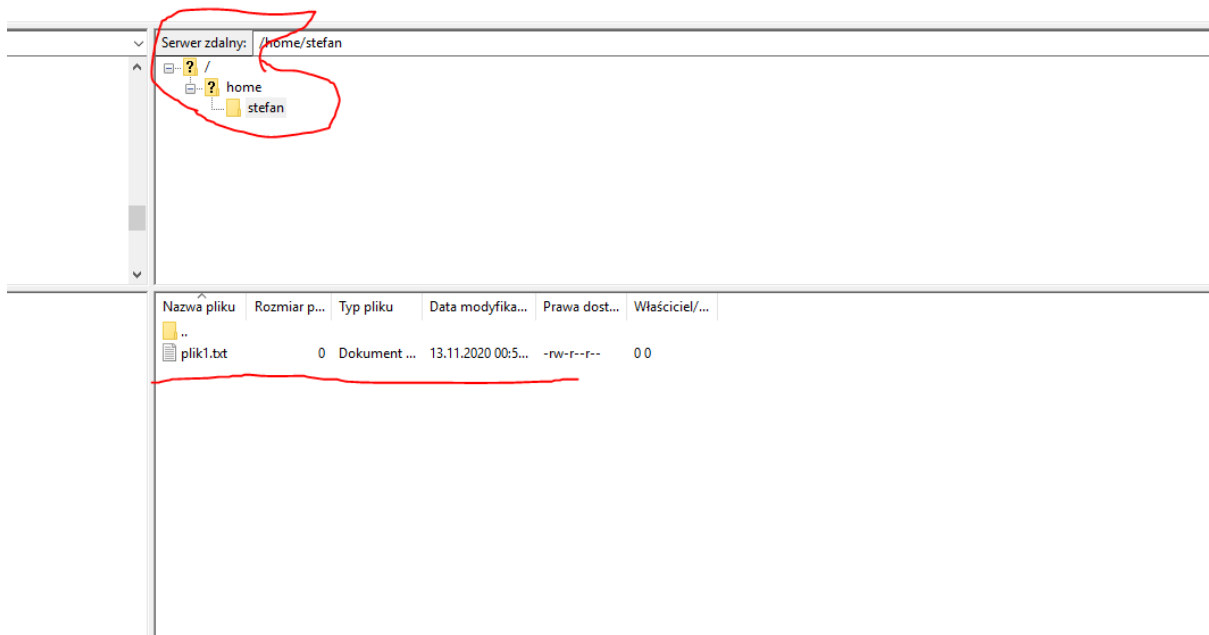 Serwer zdalny: /home/stefan
/
home
stefan
Nazwa pliku Rozmiar p... Typ pliku Data modyfika... Prawa dost... Właściciel/...
..
plik1.txt 0 Dokument ... 13.11.2020 00:5... -rw-r--r-- 0 0